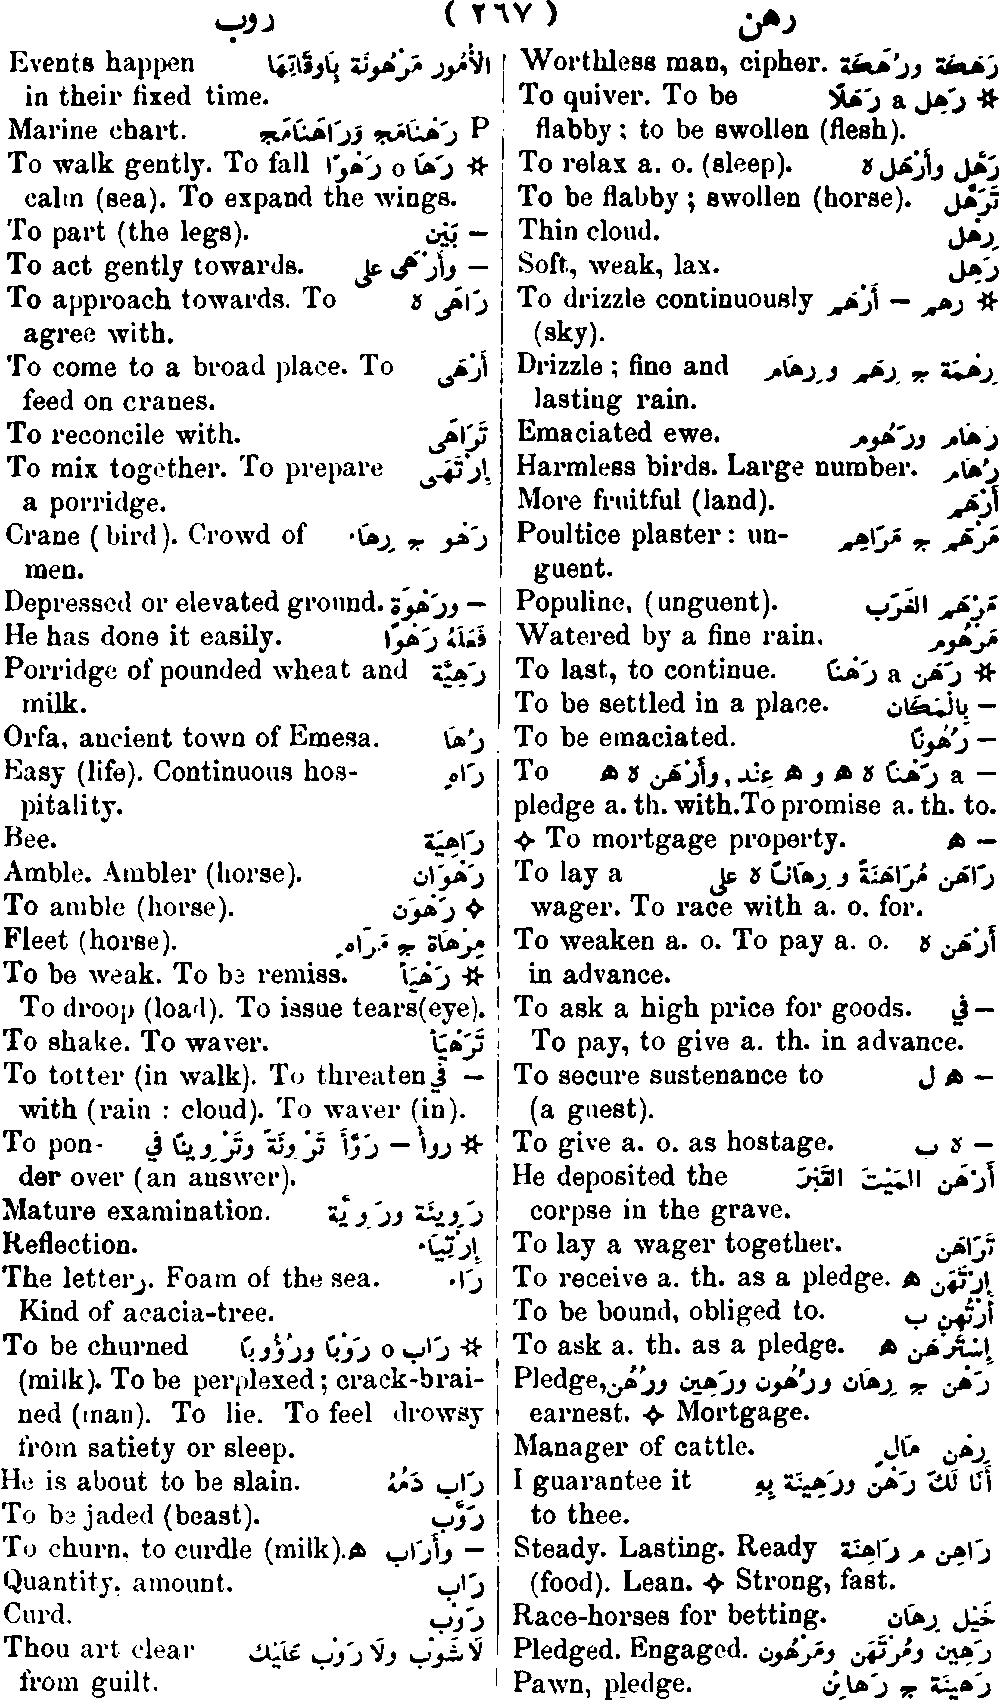 روب ( ٢٦٧ ) رهن
Worthless man, cipher. رَهَكَة ورُهَكَة
To quiver. To be ✲ رَهِل a رَهَلًا
flabby ; to be swollen (flesh).
To relax a. o. (sleep). رَهَّل وأَرْهَل ه
To be flabby ; swollen (horse). تَرَهَّل
Thin cloud. رِهْل
Soft, weak, lax. رَهِل
To drizzle continuously ✲ رهم – أَرْهَم
(sky).
Drizzle ; fine and رِهْمَة ج رِهَم ورِهَام
lasting rain.
Emaciated ewe. رَهَام ورَهُوم
Harmless birds. Large number. رُهَام
More fruitful (land). أَرْهَم
Poultice plaster : un- مَرْهَم ج مَرَاهِم
guent.
Populine, (unguent). مَرْهَم الغَرَب
Watered by a fine rain. مَرْهُوم
To last, to continue. ✲ رَهَن a رَهْنًا
To be settled in a place. – بِالْمَكَان
To be emaciated. – رُهُونًا
To – a رَهْنًا ه ه و ه عِنْد, وأَرْهَن ه ه
pledge a. th. with. To promise a. th. to.
✧ To mortgage property. – ه
To lay a رَاهَن مُرَاهَنَةً و رِهَانًا ه على
wager. To race with a. o. for.
To weaken a. o. To pay a. o. أَرْهَن ه
in advance.
To ask a high price for goods. – في
To pay, to give a. th. in advance.
To secure sustenance to – ه ل
(a guest).
To give a. o. as hostage. – ه ب
He deposited the أَرْهَن المَيْتَ القَبْرَ
corpse in the grave.
To lay a wager together. تَرَاهَن
To receive a. th. as a pledge. إِرْتَهَن ه
To be bound, obliged to. أُرْتُهِن ب
To ask a. th. as a pledge. إِسْتَرْهَن ه
Pledge, رَهْن ج رِهَان ورُهُون ورَهِين ورُهُن
earnest. ✧ Mortgage.
Manager of cattle. رِهْن مَالٍ
I guarantee it أَنَا لَكَ رَهْن ورَهِينَة بِهِ
to thee.
Steady. Lasting. Ready رَاهِن م رَاهِنَة
(food). Lean. ✧ Strong, fast.
Race-horses for betting. خَيْل رِهَان
Pledged. Engaged. رَهِين ومُرْتَهَن ومَرْهُون
Pawn, pledge. رَهِينَة ج رَهَائِن
Events happen الأُمُور مَرْهُونَة بِأَوقَاتِهَا
in their fixed time.
Marine chart. P رَهْنَامَج ورَاهَنَامَج
To walk gently. To fall ✲ رَهَا o رَهْوًا
calm (sea). To expand the wings.
To part (the legs). – بَيْن
To act gently towards. – وأَرْهَى على
To approach towards. To رَاهَى ه
agree with.
To come to a broad place. To أَرْهَى
feed on cranes.
To reconcile with. تَرَاهَى
To mix together. To prepare إِرْتَهَى
a porridge.
Crane (bird). Crowd of رَهْو ج رِهَاء
men.
Depressed or elevated ground. – ورَهْوَة
He has done it easily. فَعَلَهُ رَهْوًا
Porridge of pounded wheat and رَهِيَّة
milk.
Orfa, ancient town of Emesa. رُهَا
Easy (life). Continuous hos- رَاهٍ
pitality.
Bee. رَاهِيَة
Amble. Ambler (horse). رَهْوَان
To amble (horse). ✧ رَهْوَن
Fleet (horse). مِرْهَاة ج مَرَاهٍ
To be weak. To be remiss. ✲ رَهْيَأ
To droop (load). To issue tears(eye).
To shake. To waver. تَرَهْيَأ
To totter (in walk). To threaten – في
with (rain : cloud). To waver (in).
To pon- ✲ روأ – رَوَّأَ تَرْوِئَةً وتَرْوِيئًا في
der over (an answer).
Mature examination. رَوِيئَة ورَوِيَّة
Reflection. إِرْتِيَاء
The letter ر. Foam of the sea. رَاء
Kind of acacia-tree.
To be churned ✲ رَاب o رَوْبًا ورُؤُوبًا
(milk). To be perplexed ; crack-brai-
ned (man). To lie. To feel drowsy
from satiety or sleep.
He is about to be slain. رَاب دَمُهُ
To be jaded (beast). رَوَّب
To churn, to curdle (milk). – وأَرَاب ه
Quantity, amount. رَاب
Curd. رَوْب
Thou art clear لَا شَوْب ولَا رَوْب عَلَيْك
from guilt.